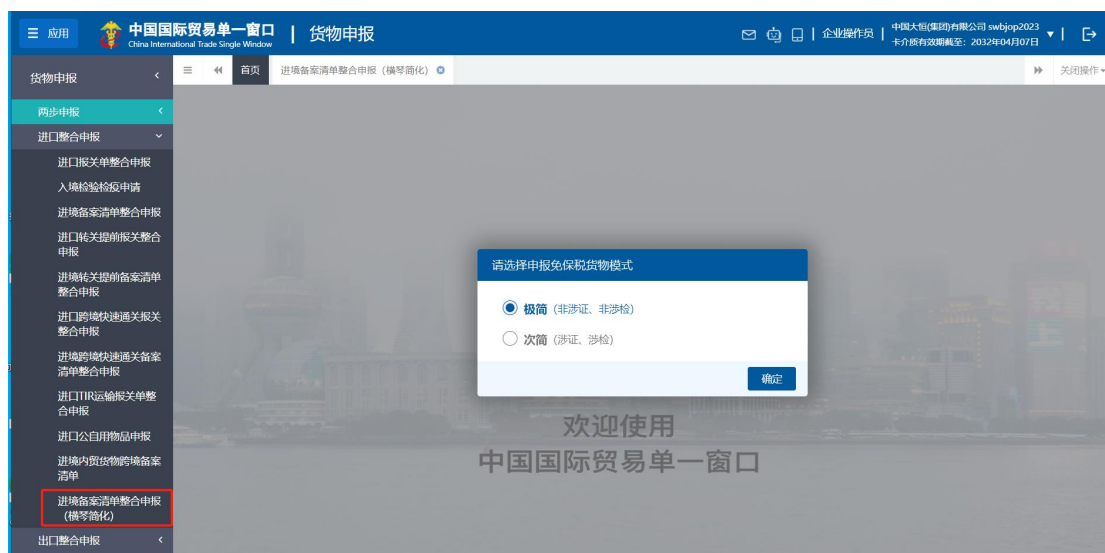 应用
中国国际贸易单一窗口 | 货物申报
China International Trade Single Window
企业操作员
中国大恒(集团)有限公司 swbjop2023
卡介质有效期截至：2032年04月07日
货物申报
首页
进境备案清单整合申报（横琴简化）
关闭操作
两步申报
进口整合申报
进口报关单整合申报
入境检验检疫申请
进境备案清单整合申报
进口转关提前报关整合
申报
进境转关提前备案清单
整合申报
进口跨境快速通关报关
整合申报
进境跨境快速通关备案
清单整合申报
进口TIR运输报关单整
合申报
进口公自用物品申报
进境内贸货物跨境备案
清单
进境备案清单整合申报
（横琴简化）
出口整合申报
请选择申报免保税货物模式
极简（非涉证、非涉检）
次简（涉证、涉检）
确定
欢迎使用
中国国际贸易单一窗口